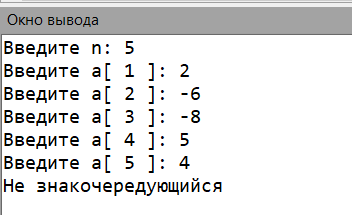 Окно вывода
Введите n: 5
Введите a[ 1 ]: 2
Введите a[ 2 ]: -6
Введите a[ 3 ]: -8
Введите a[ 4 ]: 5
Введите a[ 5 ]: 4
Не знакочередующийся